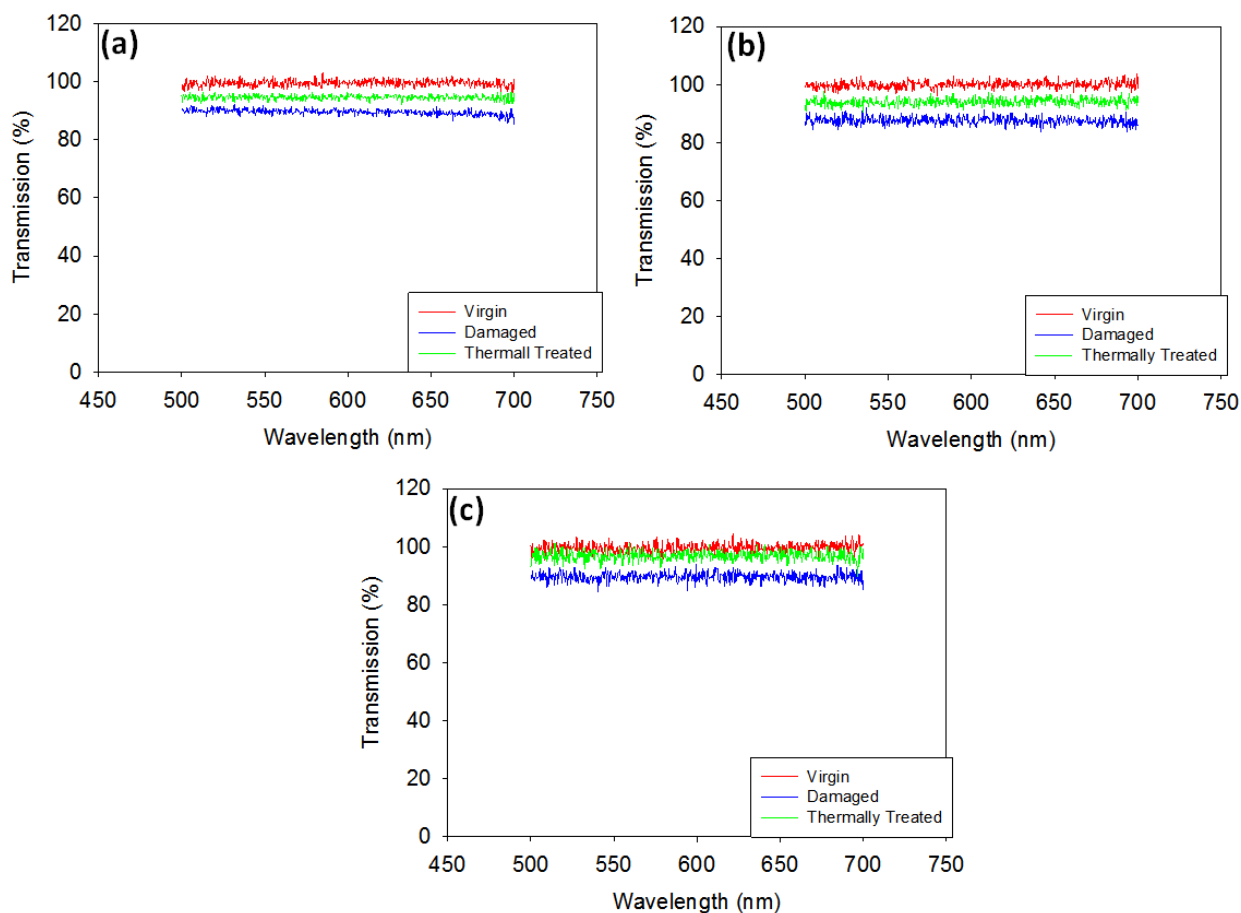 (a)
Transmission (%)
120
100
80
60
40
20
0
450 500 550 600 650 700 750
Wavelength (nm)
Virgin
Damaged
Thermall Treated
(b)
Transmission (%)
120
100
80
60
40
20
0
450 500 550 600 650 700 750
Wavelength (nm)
Virgin
Damaged
Thermally Treated
(c)
Transmission (%)
120
100
80
60
40
20
0
450 500 550 600 650 700 750
Wavelength (nm)
Virgin
Damaged
Thermally Treated